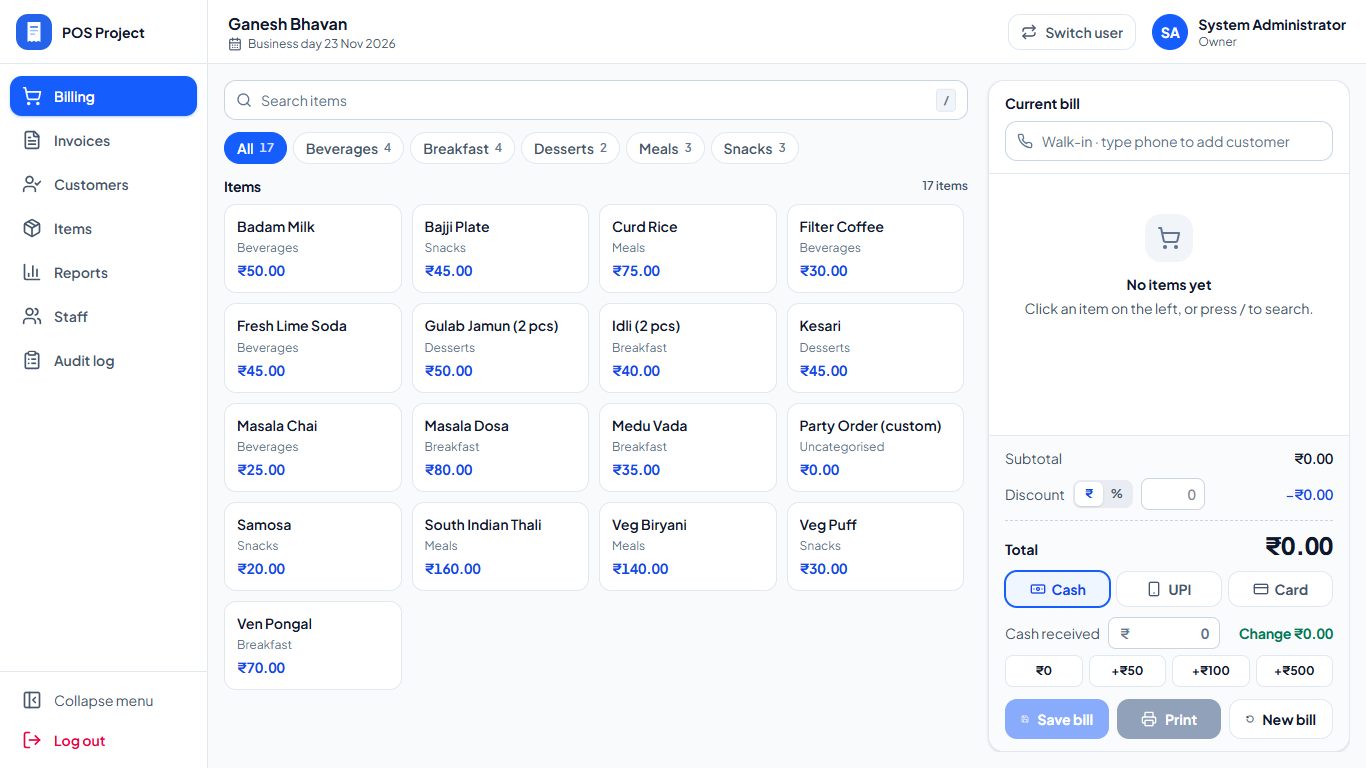 POS Project
Ganesh Bhavan
Business day 23 Nov 2026
Switch user
SA
System Administrator
Owner
Billing
Invoices
Customers
Items
Reports
Staff
Audit log
Collapse menu
Log out
Search items /
All 17 Beverages 4 Breakfast 4 Desserts 2 Meals 3 Snacks 3
Items 17 items
Badam Milk
Beverages
₹50.00
Bajji Plate
Snacks
₹45.00
Curd Rice
Meals
₹75.00
Filter Coffee
Beverages
₹30.00
Fresh Lime Soda
Beverages
₹45.00
Gulab Jamun (2 pcs)
Desserts
₹50.00
Idli (2 pcs)
Breakfast
₹40.00
Kesari
Desserts
₹45.00
Masala Chai
Beverages
₹25.00
Masala Dosa
Breakfast
₹80.00
Medu Vada
Breakfast
₹35.00
Party Order (custom)
Uncategorised
₹0.00
Samosa
Snacks
₹20.00
South Indian Thali
Meals
₹160.00
Veg Biryani
Meals
₹140.00
Veg Puff
Snacks
₹30.00
Ven Pongal
Breakfast
₹70.00
Current bill
Walk-in · type phone to add customer
No items yet
Click an item on the left, or press / to search.
Subtotal ₹0.00
Discount ₹ % 0 −₹0.00
Total ₹0.00
Cash UPI Card
Cash received ₹ 0 Change ₹0.00
₹0 +₹50 +₹100 +₹500
Save bill Print New bill